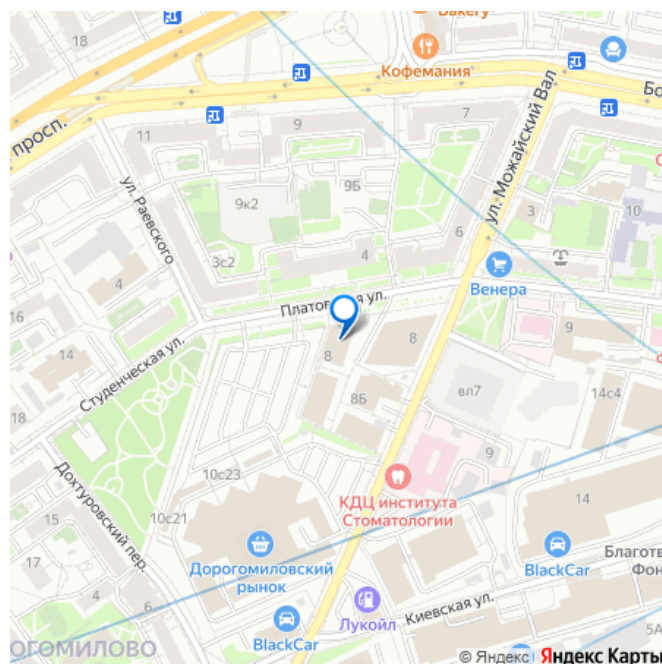 Bakery
Кофемания
Бо
просп.
11
9
7
ул. Можайский Вал
ул. Раевского
9к2
9Б
3
10
4
3с2
4
6
Венера
Платовская ул.
16
14
8
8
9
Студенческая ул.
8Б
вл7
14с4
18
9
10с23
КДЦ института
Стоматологии
14
15
10с21
Дохтуровский пер.
17
Дорогомиловский
рынок
BlackCar
Благотв
Фон
4
6
Киевская ул.
Лукойл
BlackCar
5А
ОГОМИЛОВО
© Яндекс Яндекс Карты